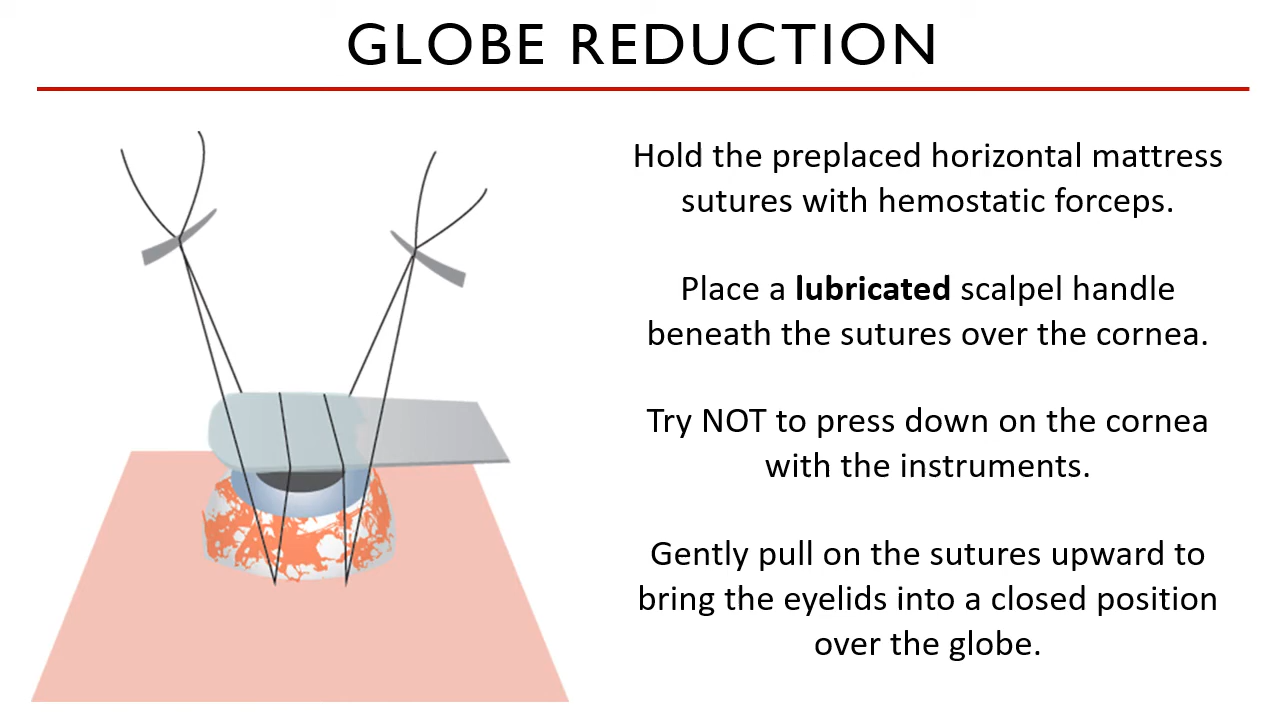 GLOBE REDUCTION
Hold the preplaced horizontal mattress
sutures with hemostatic forceps.
Place a lubricated scalpel handle
beneath the sutures over the cornea.
Try NOT to press down on the cornea
with the instruments.
Gently pull on the sutures upward to
bring the eyelids into a closed position
over the globe.